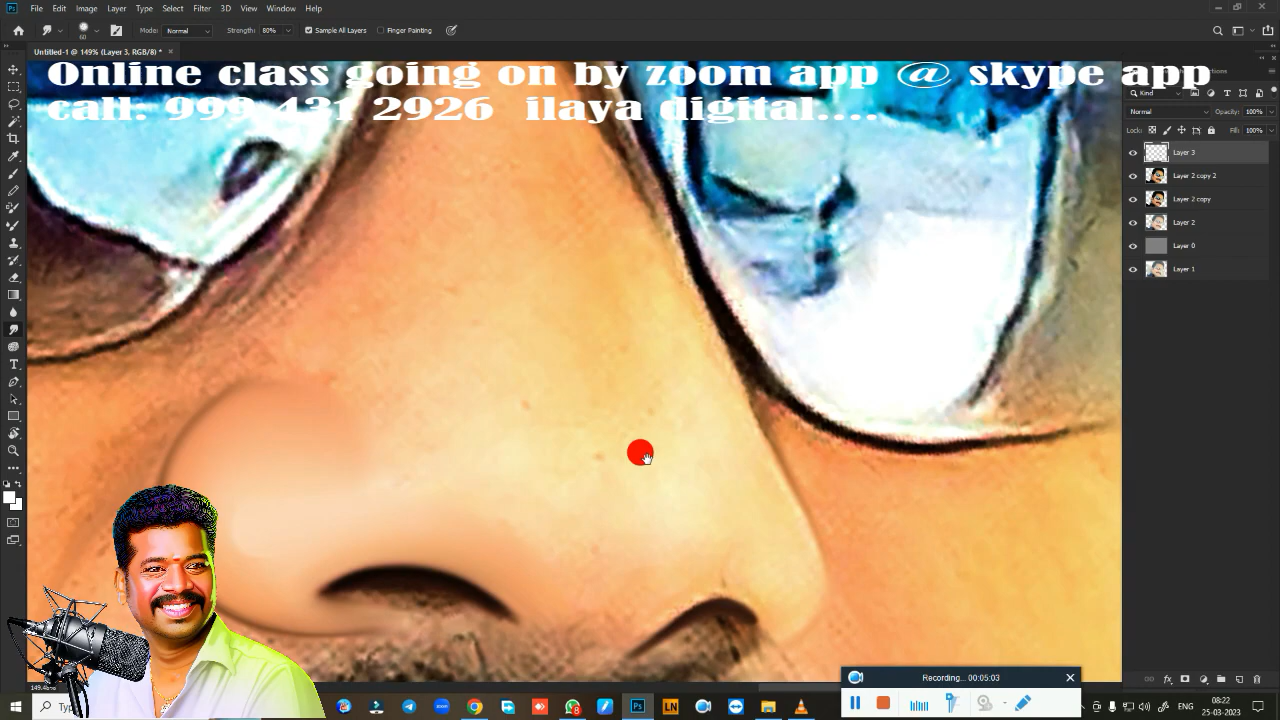 File Edit Image Layer Type Select Filter 3D View Window Help
60 Mode: Normal Strength: 80% Sample All Layers Finger Painting
Untitled-1 @ 149% (Layer 3, RGB/8) * ×
Online class going on by zoom app @ skype app
call: 999 431 2926 ilaya digital....
Kind
Normal Opacity: 100%
Lock: Fill: 100%
Layer 3
Layer 2 copy 2
Layer 2 copy
Layer 2
Layer 0
Layer 1
Recording... 00:05:03
ENG
08:22